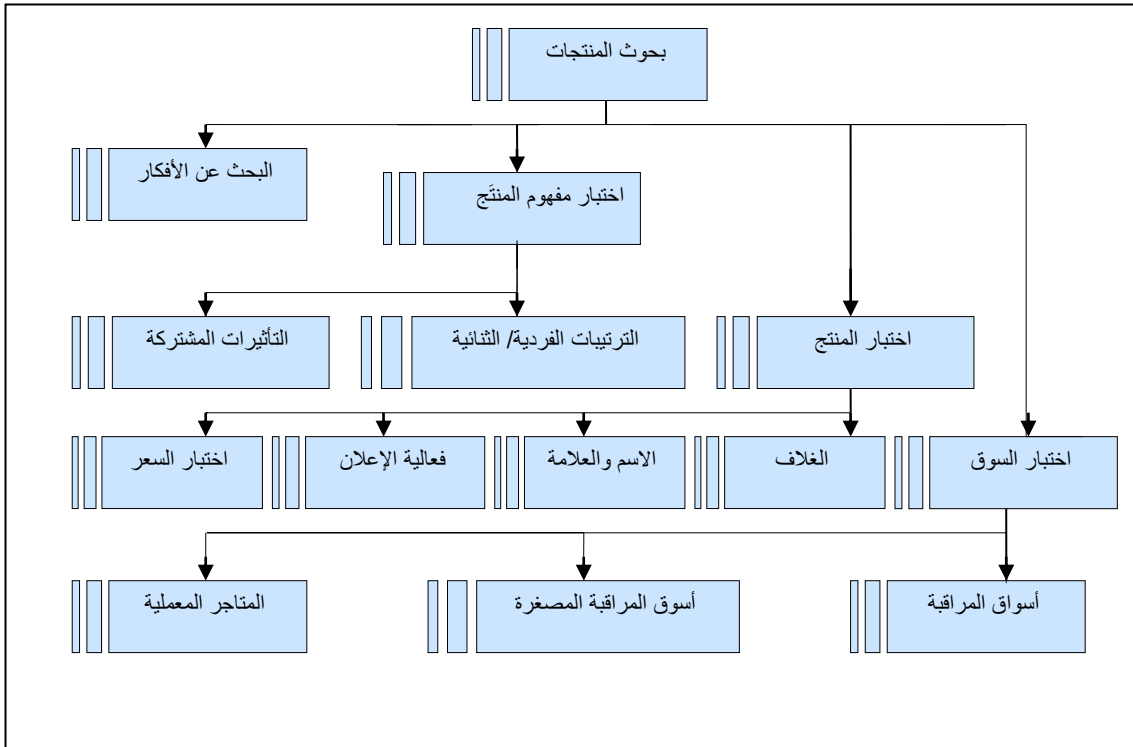 بحوث المنتجات
البحث عن الأفكار
اختبار مفهوم المنتَج
التأثيرات المشتركة
الترتيبات الفردية/ الثنائية
اختبار المنتج
اختبار السعر
فعالية الإعلان
الاسم والعلامة
الغلاف
اختبار السوق
المتاجر المعملية
أسوق المراقبة المصغرة
أسواق المراقبة